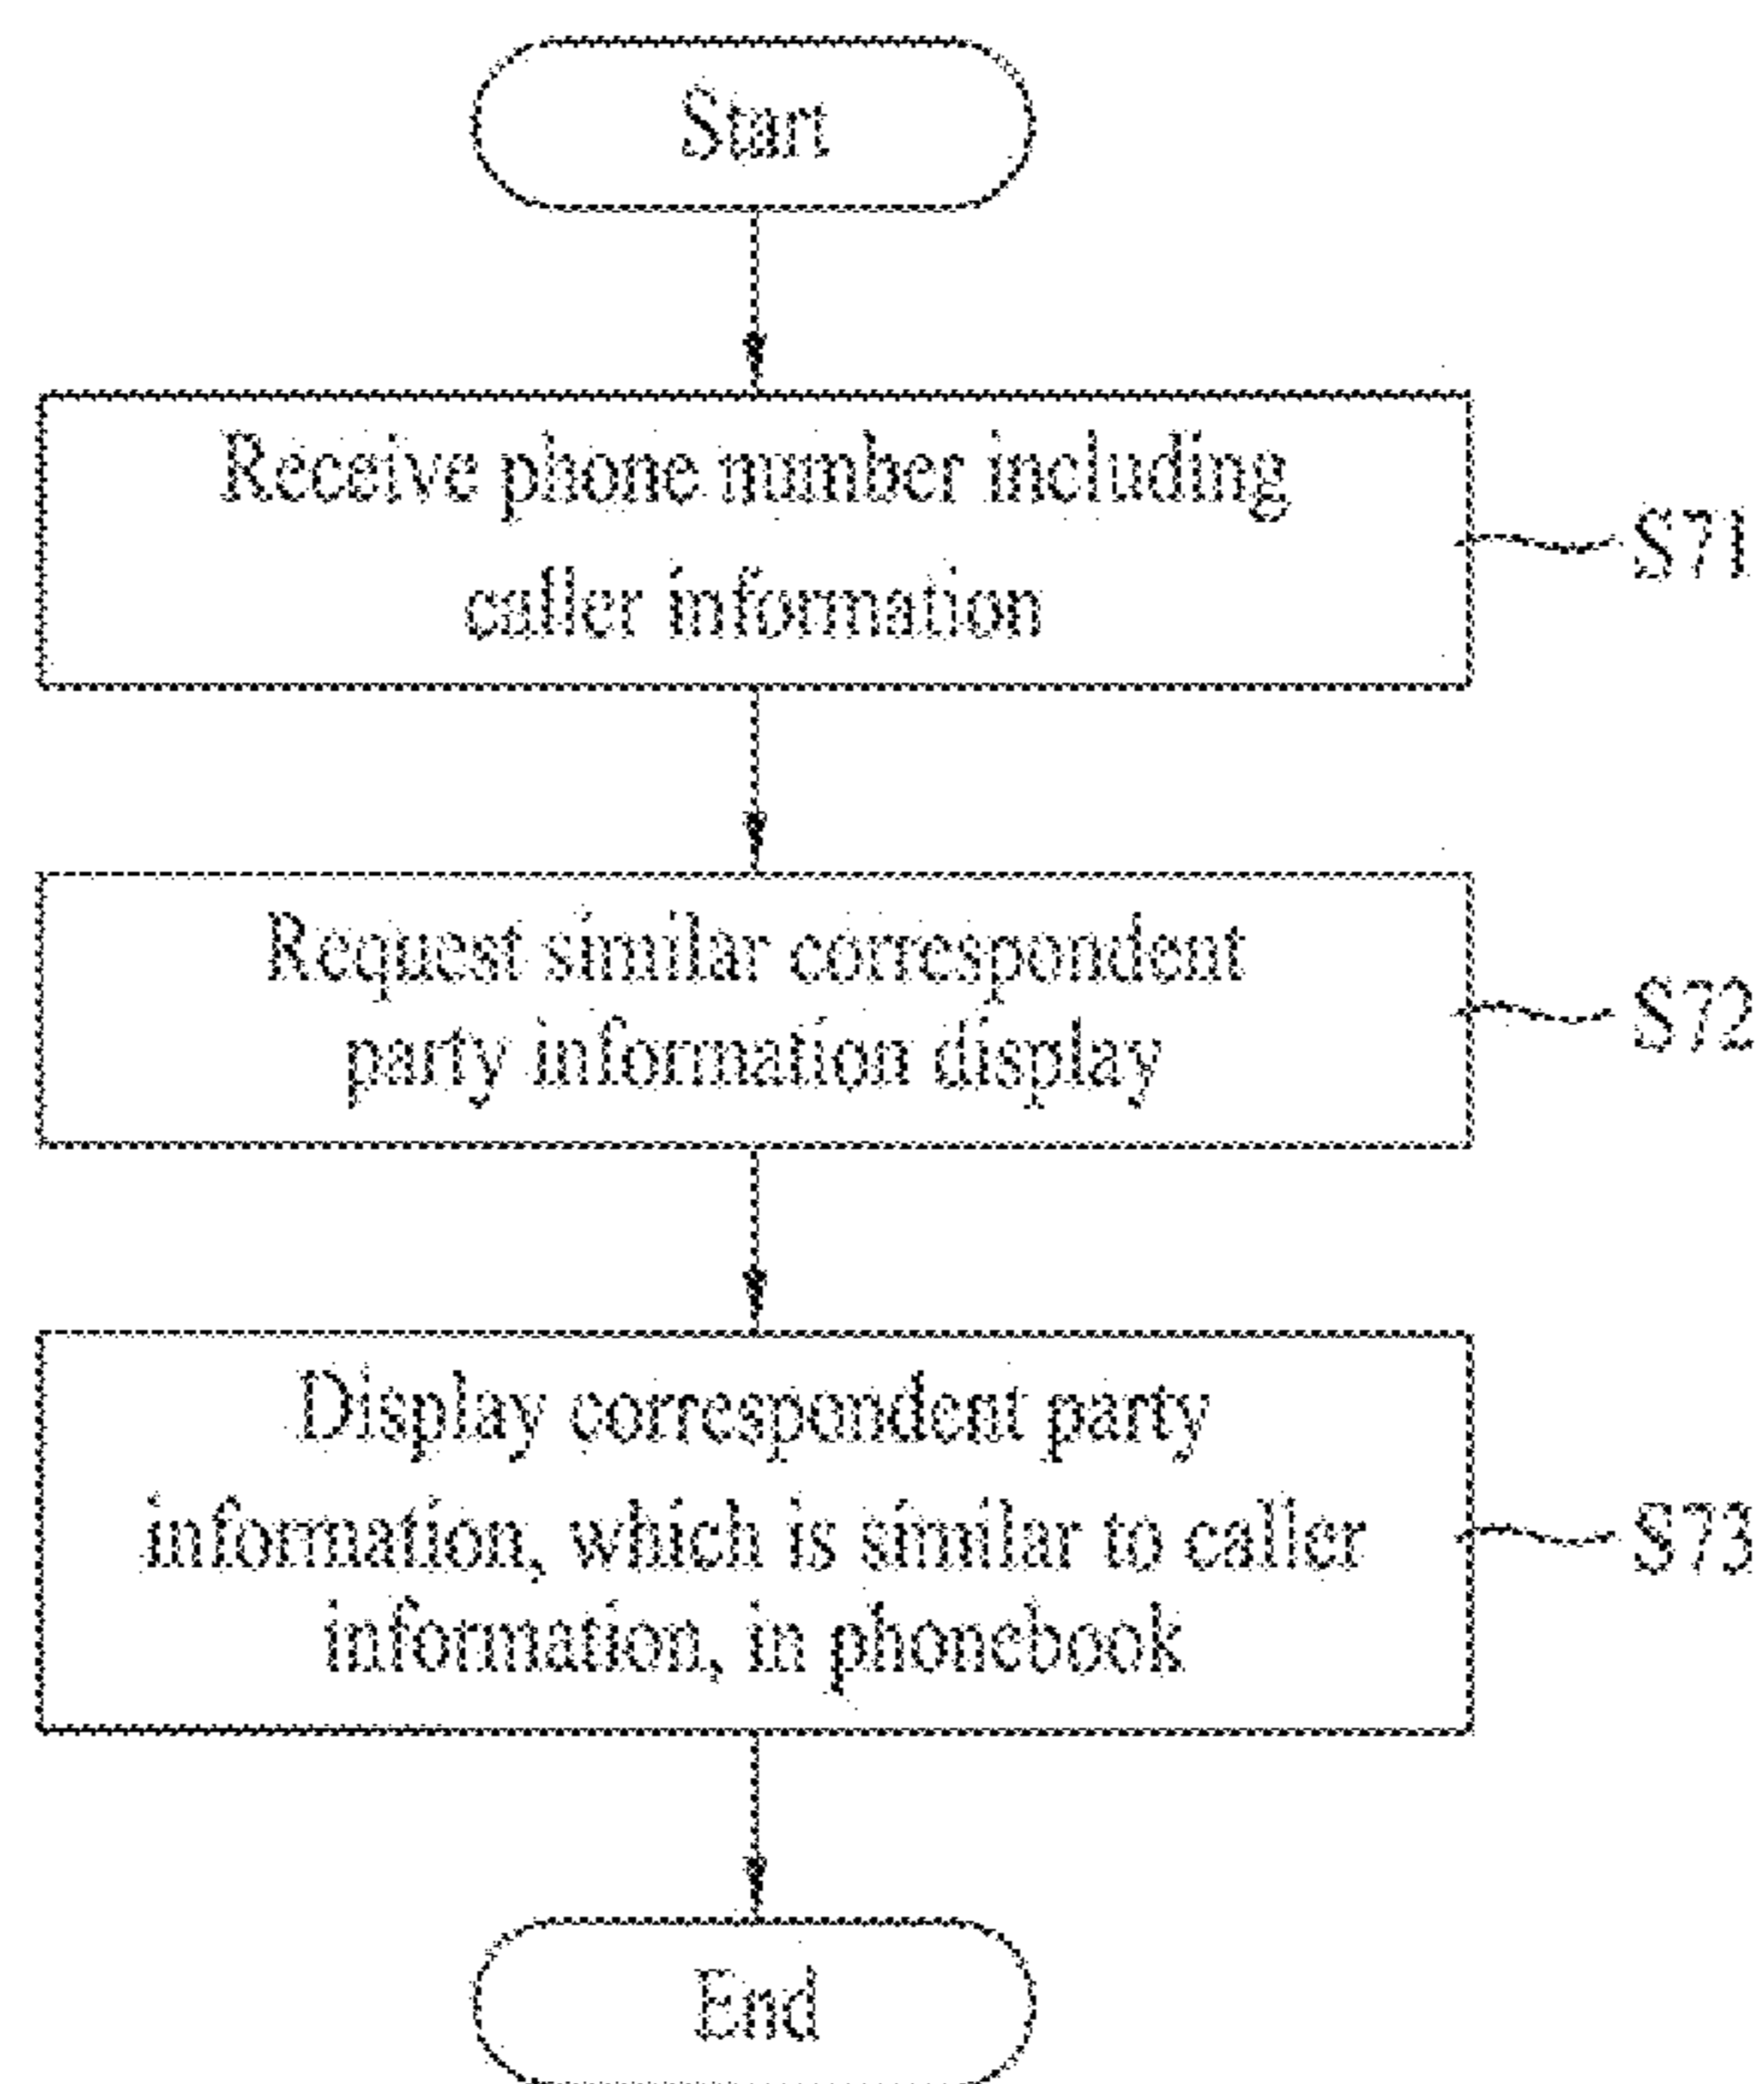 Start
Receive phone number including
caller information
S71
Request similar correspondent
party information display
S72
Display correspondent party
information, which is similar to caller
information, in phonebook
S73
End